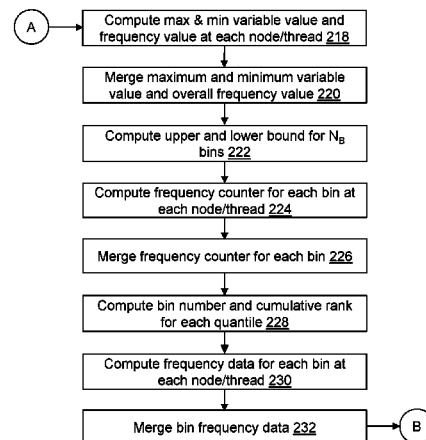 A
Compute max & min variable value and
frequency value at each node/thread 218
Merge maximum and minimum variable
value and overall frequency value 220
Compute upper and lower bound for NB
bins 222
Compute frequency counter for each bin at
each node/thread 224
Merge frequency counter for each bin 226
Compute bin number and cumulative rank
for each quantile 228
Compute frequency data for each bin at
each node/thread 230
Merge bin frequency data 232
B